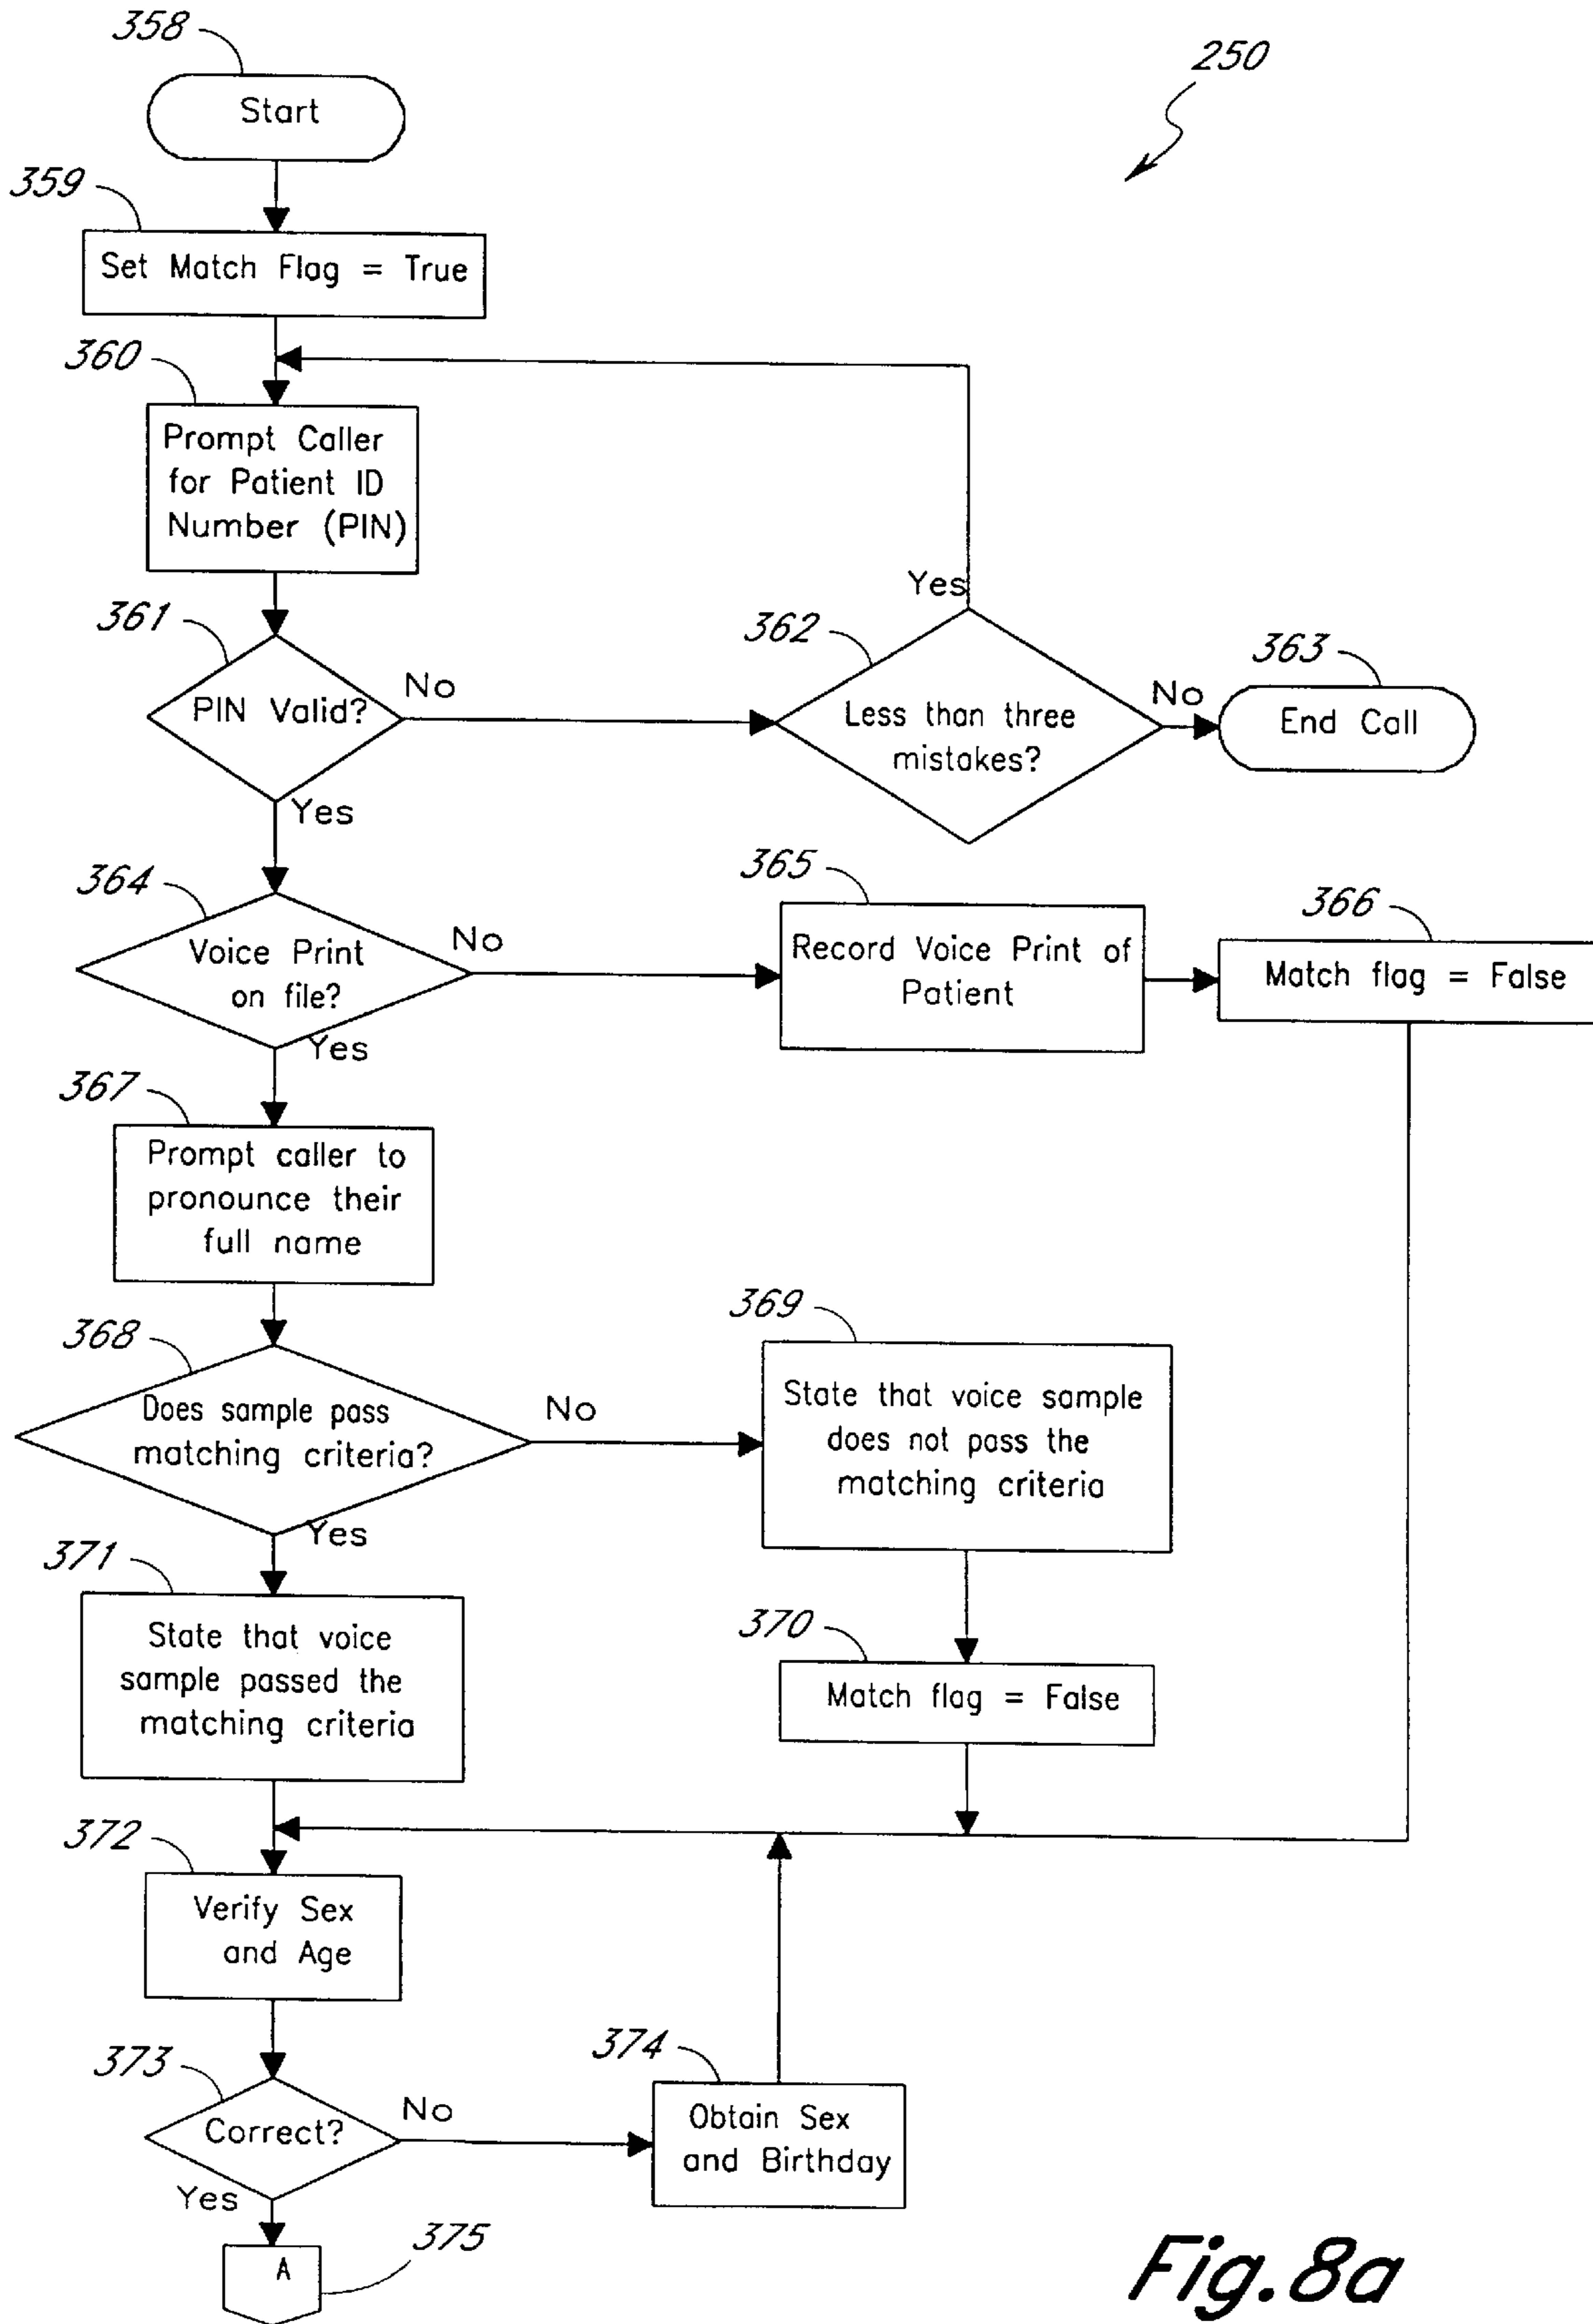 358
Start
250
359
Set Match Flag = True
360
Prompt Caller
for Patient ID
Number (PIN)
Yes
361
PIN Valid?
No
362
Less than three
mistakes?
No
363
End Call
Yes
364
Voice Print
on file?
No
365
Record Voice Print of
Patient
366
Match flag = False
Yes
367
Prompt caller to
pronounce their
full name
368
Does sample pass
matching criteria?
No
369
State that voice sample
does not pass the
matching criteria
Yes
371
State that voice
sample passed the
matching criteria
370
Match flag = False
372
Verify Sex
and Age
373
Correct?
No
374
Obtain Sex
and Birthday
Yes
A
375
Fig.8a